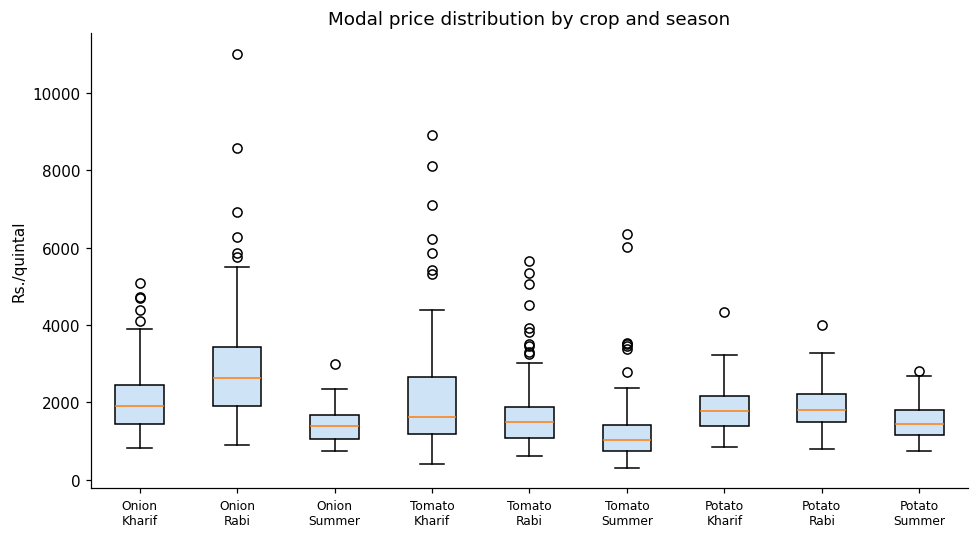 Modal price distribution by crop and season
Rs./quintal
10000
8000
6000
4000
2000
0
Onion
Kharif
Onion
Rabi
Onion
Summer
Tomato
Kharif
Tomato
Rabi
Tomato
Summer
Potato
Kharif
Potato
Rabi
Potato
Summer